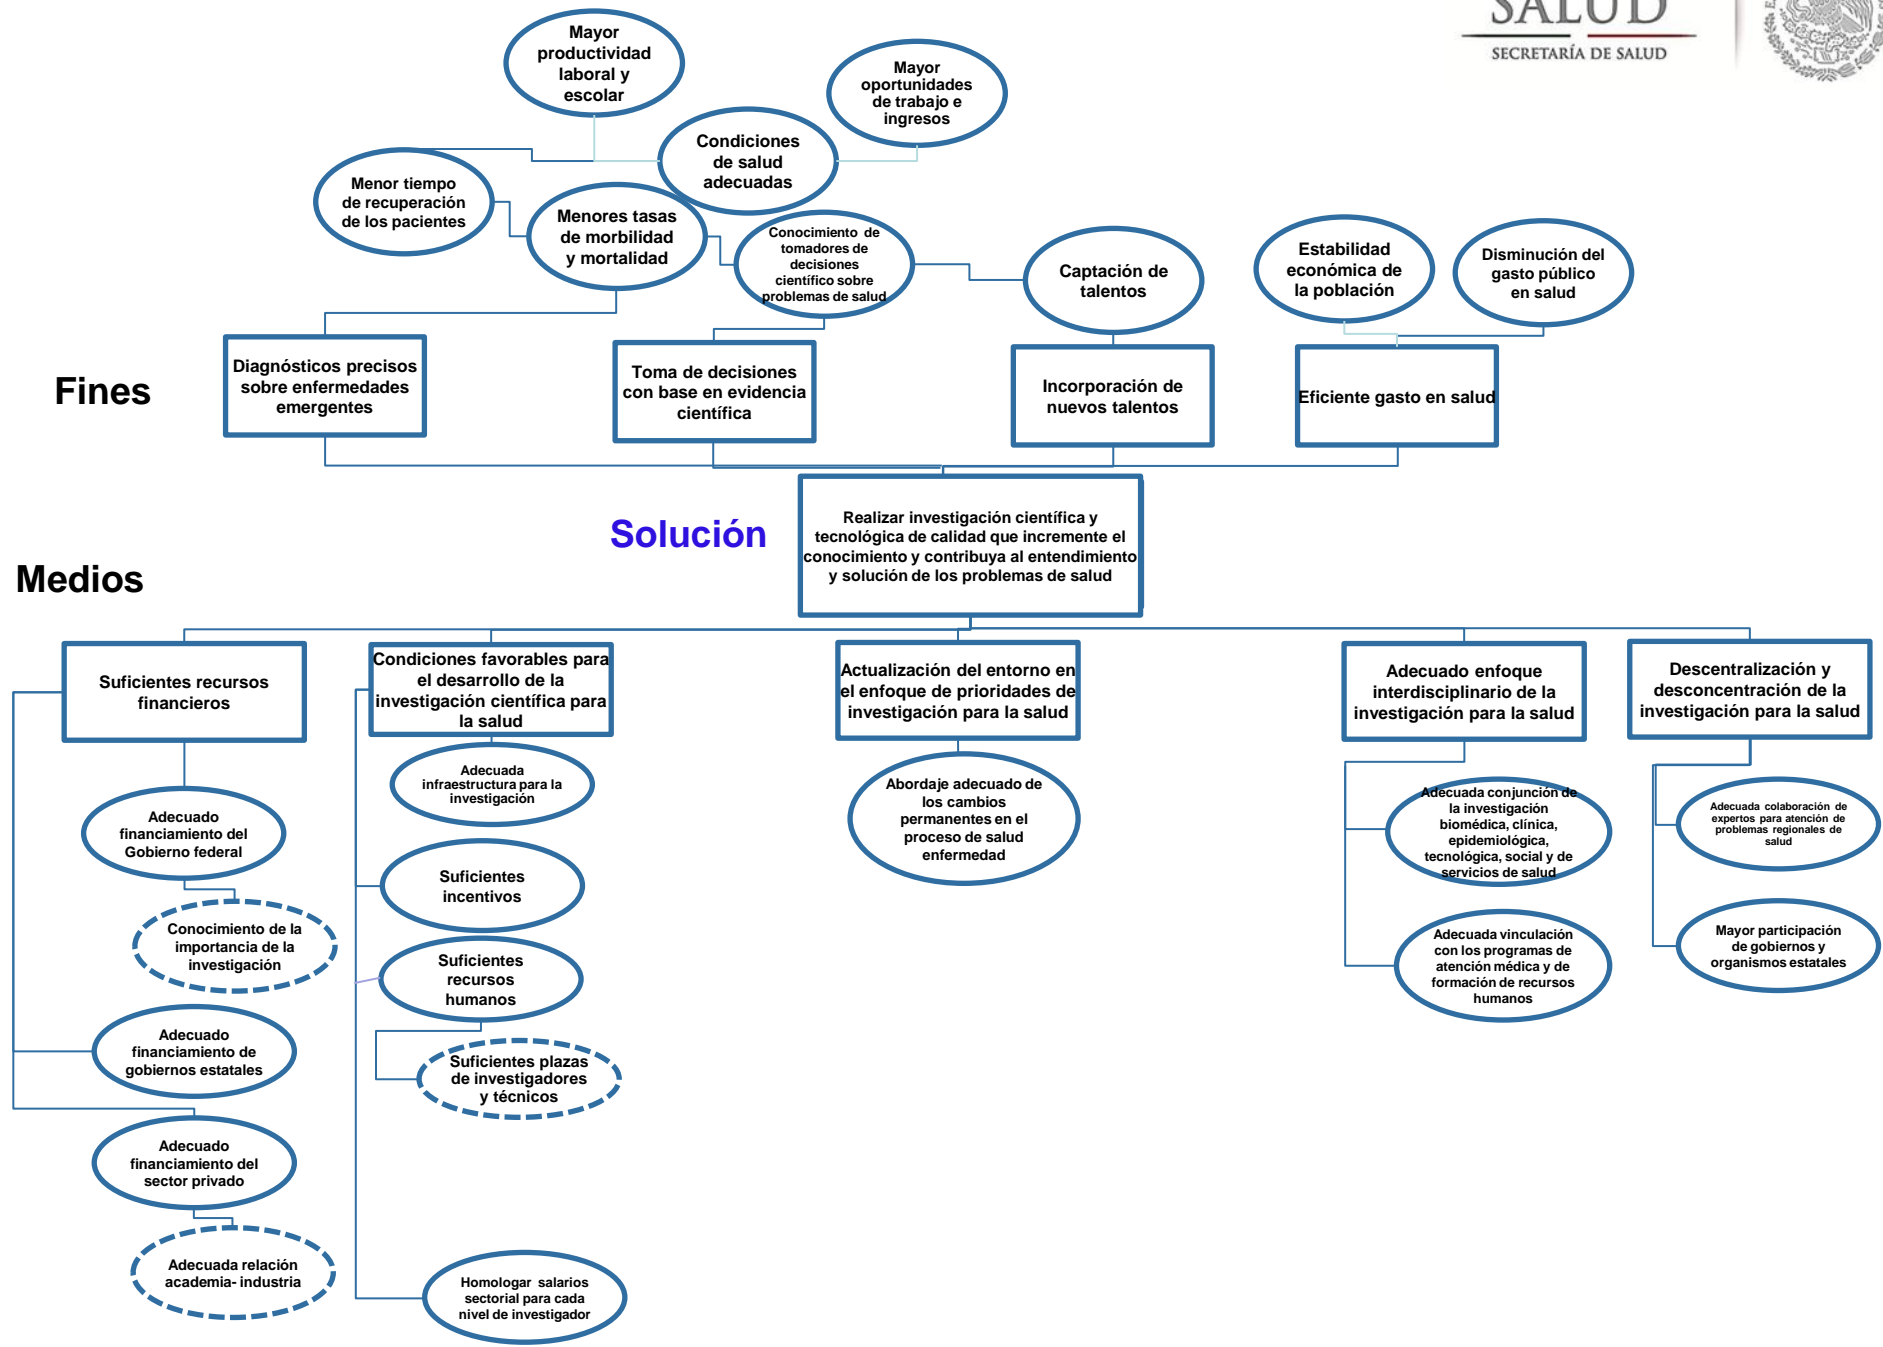 SALUD
SECRETARÍA DE SALUD
Mayor
productividad
laboral y
escolar
Mayor
oportunidades
de trabajo e
ingresos
Condiciones
de salud
adecuadas
Menor tiempo
de recuperación
de los pacientes
Menores tasas
de morbilidad
y mortalidad
Conocimiento de
tomadores de
decisiones
científico sobre
problemas de salud
Captación de
talentos
Estabilidad
económica de
la población
Disminución del
gasto público
en salud
Fines
Diagnósticos precisos
sobre enfermedades
emergentes
Toma de decisiones
con base en evidencia
científica
Incorporación de
nuevos talentos
Eficiente gasto en salud
Solución
Realizar investigación científica y
tecnológica de calidad que incremente el
conocimiento y contribuya al entendimiento
y solución de los problemas de salud
Medios
Suficientes recursos
financieros
Condiciones favorables para
el desarrollo de la
investigación científica para
la salud
Actualización del entorno en
el enfoque de prioridades de
investigación para la salud
Adecuado enfoque
interdisciplinario de la
investigación para la salud
Descentralización y
desconcentración de la
investigación para la salud
Adecuado
financiamiento del
Gobierno federal
Conocimiento de la
importancia de la
investigación
Adecuado
financiamiento de
gobiernos estatales
Adecuado
financiamiento del
sector privado
Adecuada relación
academia- industria
Adecuada
infraestructura para la
investigación
Suficientes
incentivos
Suficientes
recursos
humanos
Suficientes plazas
de investigadores
y técnicos
Homologar salarios
sectorial para cada
nivel de investigador
Abordaje adecuado de
los cambios
permanentes en el
proceso de salud
enfermedad
Adecuada conjunción de
la investigación
biomédica, clínica,
epidemiológica,
tecnológica, social y de
servicios de salud
Adecuada vinculación
con los programas de
atención médica y de
formación de recursos
humanos
Adecuada colaboración de
expertos para atención de
problemas regionales de
salud
Mayor participación
de gobiernos y
organismos estatales